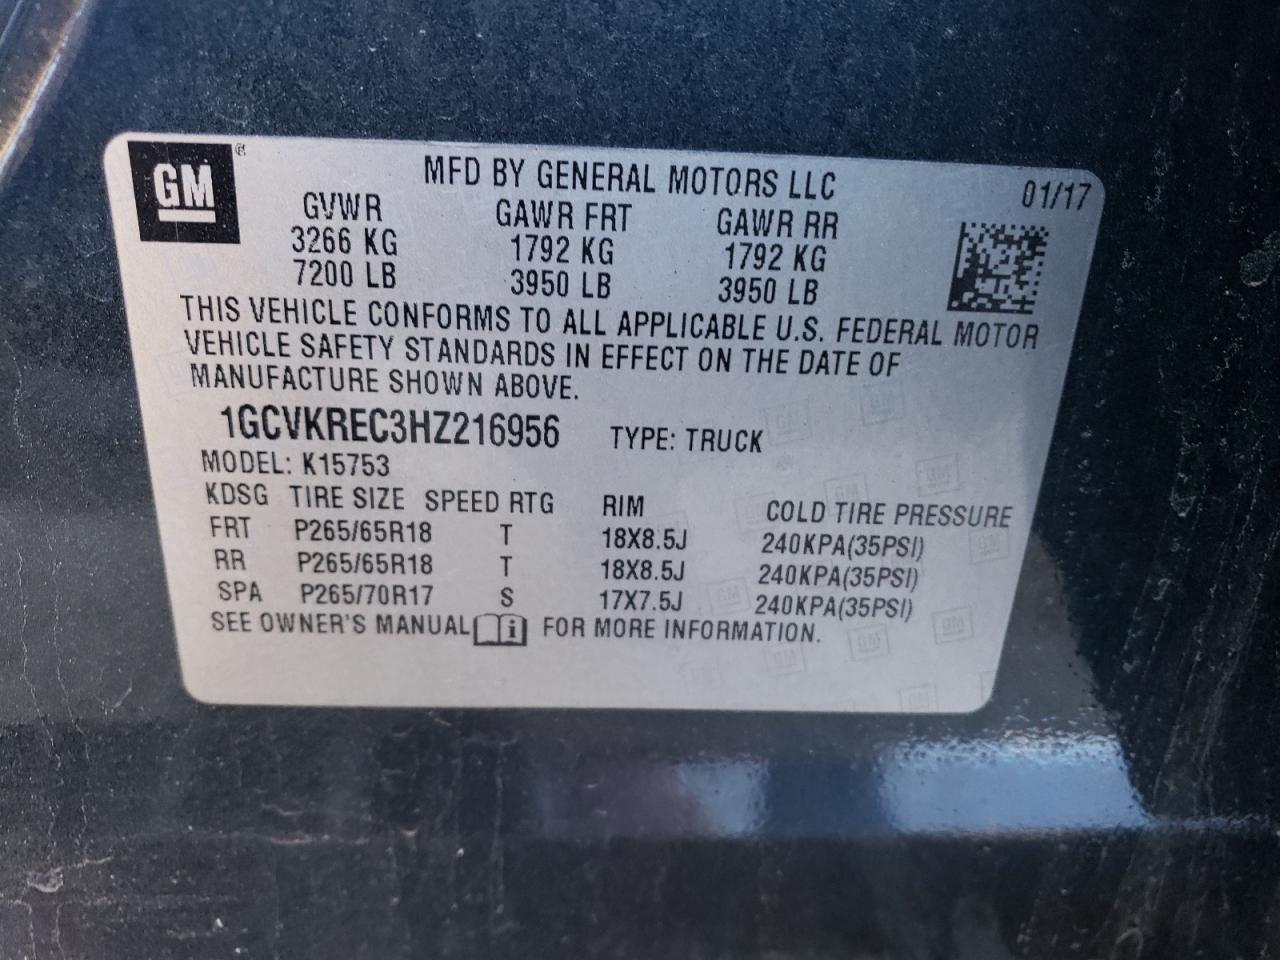 GM
MFD BY GENERAL MOTORS LLC 01/17
GVWR GAWR FRT GAWR RR
3266 KG 1792 KG 1792 KG
7200 LB 3950 LB 3950 LB
THIS VEHICLE CONFORMS TO ALL APPLICABLE U.S. FEDERAL MOTOR
VEHICLE SAFETY STANDARDS IN EFFECT ON THE DATE OF
MANUFACTURE SHOWN ABOVE.
1GCVKREC3HZ216956 TYPE: TRUCK
MODEL: K15753
KDSG TIRE SIZE SPEED RTG RIM COLD TIRE PRESSURE
FRT P265/65R18 T 18X8.5J 240KPA(35PSI)
RR P265/65R18 T 18X8.5J 240KPA(35PSI)
SPA P265/70R17 S 17X7.5J 240KPA(35PSI)
SEE OWNER'S MANUAL i FOR MORE INFORMATION.